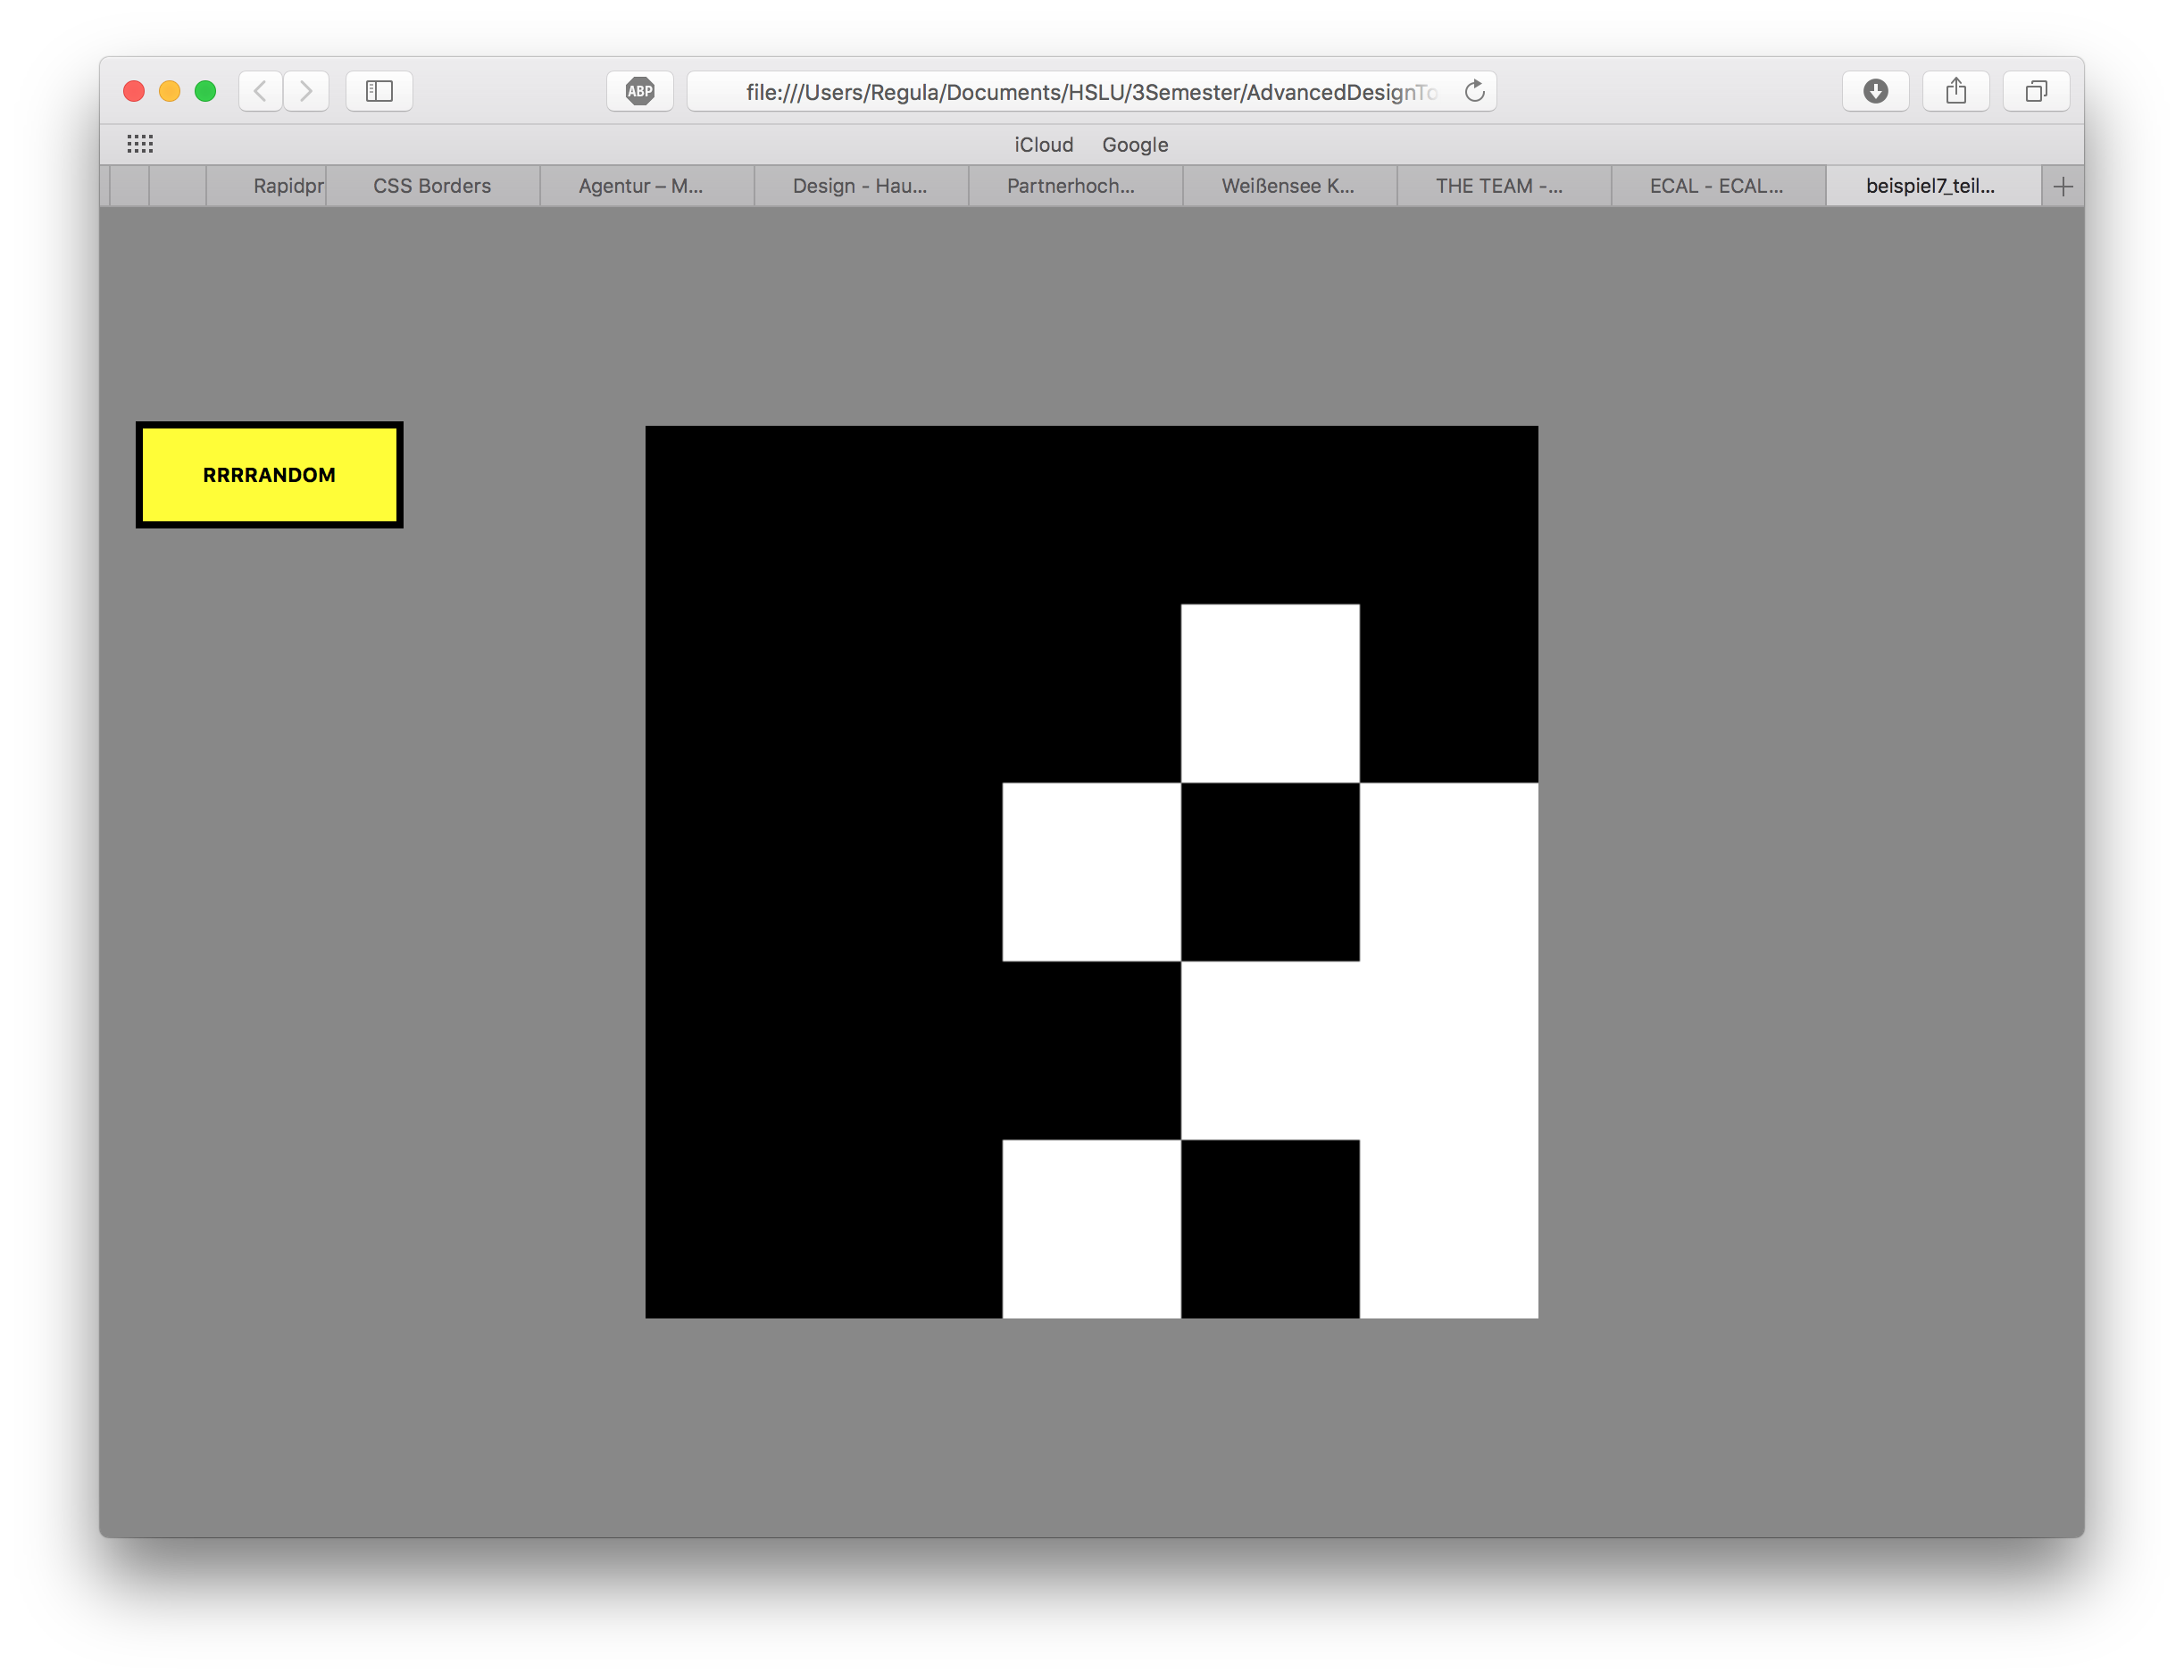 ABP file:///Users/Regula/Documents/HSLU/3Semester/AdvancedDesignTo
iCloud Google
Rapidpr CSS Borders Agentur – M... Design - Hau... Partnerhoch... Weißensee K... THE TEAM -... ECAL - ECAL... beispiel7_teil...
RRRRANDOM